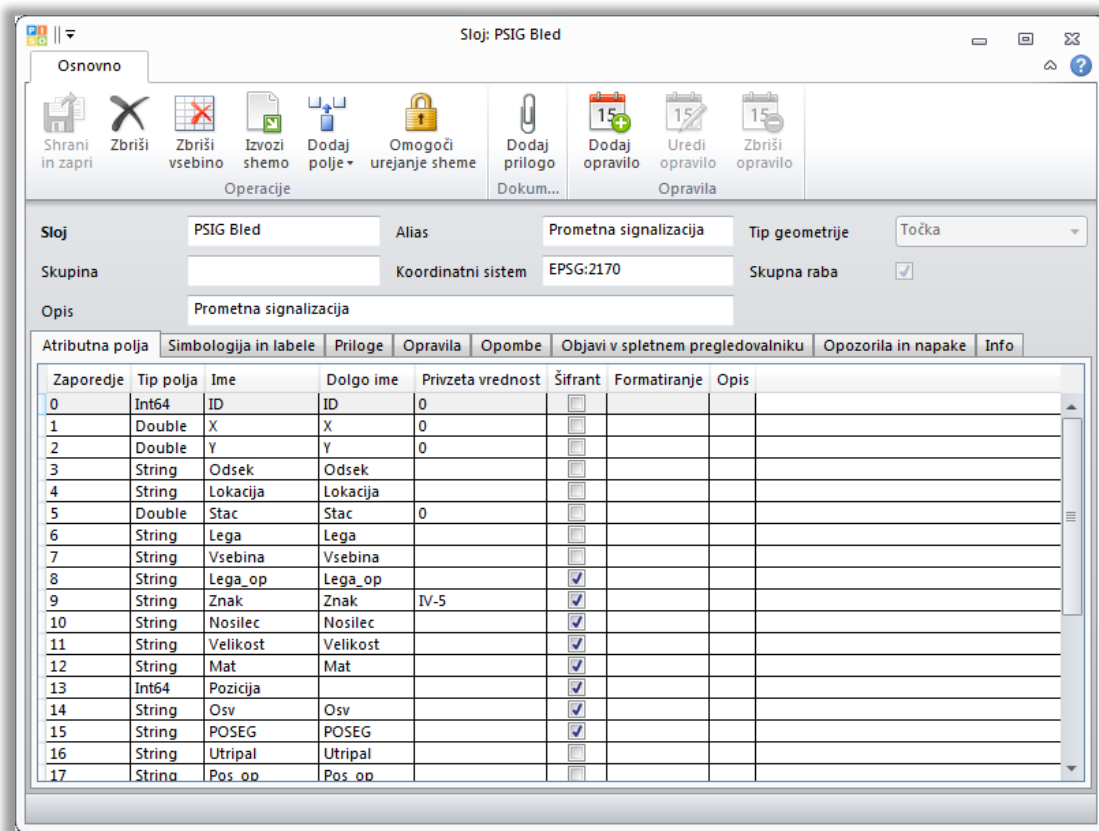 Sloj: PSIG Bled
Osnovno
Shrani in zapri
Zbriši
Zbriši vsebino
Izvozi shemo
Dodaj polje
Omogoči urejanje sheme
Dodaj prilogo
15 Dodaj opravilo
15 Uredi opravilo
15 Zbriši opravilo
Operacije Dokum... Opravila
Sloj PSIG Bled Alias Prometna signalizacija Tip geometrije Točka
Skupina Koordinatni sistem EPSG:2170 Skupna raba
Opis Prometna signalizacija
Atributna polja Simbologija in labele Priloge Opravila Opombe Objavi v spletnem pregledovalniku Opozorila in napake Info
Zaporedje Tip polja Ime Dolgo ime Privzeta vrednost Šifrant Formatiranje Opis
0 Int64 ID ID 0
1 Double X X 0
2 Double Y Y 0
3 String Odsek Odsek
4 String Lokacija Lokacija
5 Double Stac Stac 0
6 String Lega Lega
7 String Vsebina Vsebina
8 String Lega_op Lega_op
9 String Znak Znak IV-5
10 String Nosilec Nosilec
11 String Velikost Velikost
12 String Mat Mat
13 Int64 Pozicija
14 String Osv Osv
15 String POSEG POSEG
16 String Utripal Utripal
17 String Pos_op Pos_op